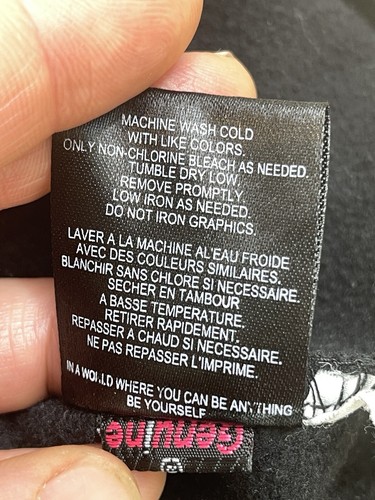 MACHINE WASH COLD
WITH LIKE COLORS.
ONLY NON-CHLORINE BLEACH AS NEEDED.
TUMBLE DRY LOW.
REMOVE PROMPTLY.
LOW IRON AS NEEDED.
DO NOT IRON GRAPHICS.
LAVER A LA MACHINE AL'EAU FROIDE
AVEC DES COULEURS SIMILAIRES.
BLANCHIR SANS CHLORE SI NECESSAIRE.
SECHER EN TAMBOUR
A BASSE TEMPERATURE.
RETIRER RAPIDEMENT.
REPASSER A CHAUD SI NECESSAIRE.
NE PAS REPASSER L'IMPRIME.
IN A WORLD WHERE YOU CAN BE ANYTHING
BE YOURSELF
Genuine